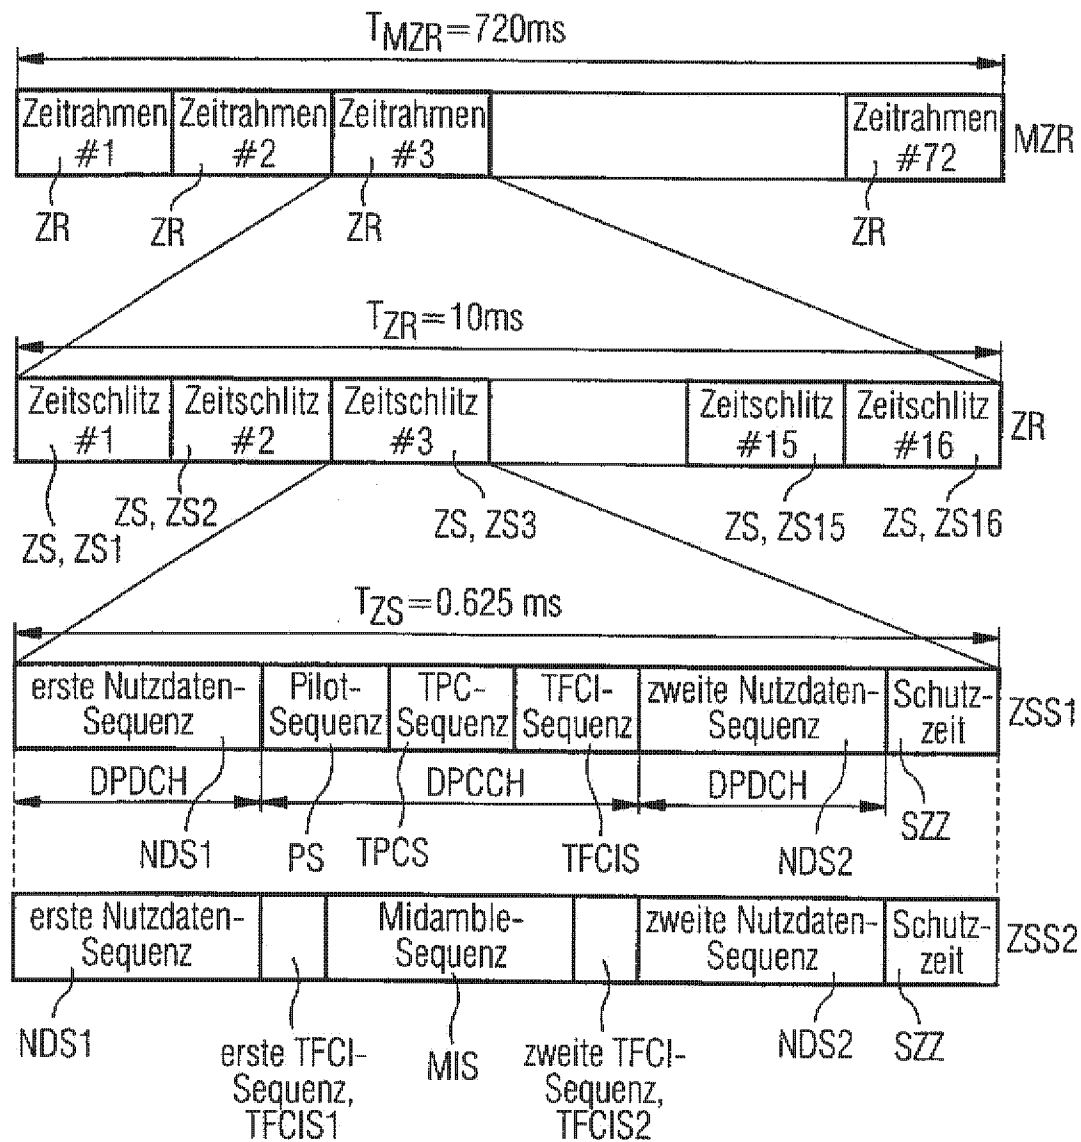 T_MZR=720ms
Zeitrahmen #1
Zeitrahmen #2
Zeitrahmen #3
Zeitrahmen #72
MZR
ZR
ZR
ZR
ZR
T_ZR=10ms
Zeitschlitz #1
Zeitschlitz #2
Zeitschlitz #3
Zeitschlitz #15
Zeitschlitz #16
ZR
ZS, ZS1
ZS, ZS2
ZS, ZS3
ZS, ZS15
ZS, ZS16
T_ZS=0.625 ms
erste Nutzdaten-
Sequenz
Pilot-
Sequenz
TPC-
Sequenz
TFCI-
Sequenz
zweite Nutzdaten-
Sequenz
Schutz-
zeit
ZSS1
DPDCH
DPCCH
DPDCH
NDS1
PS
TPCS
TFCIS
NDS2
SZZ
erste Nutzdaten-
Sequenz
Midamble-
Sequenz
zweite Nutzdaten-
Sequenz
Schutz-
zeit
ZSS2
NDS1
erste TFCI-
Sequenz,
TFCIS1
MIS
zweite TFCI-
Sequenz,
TFCIS2
NDS2
SZZ